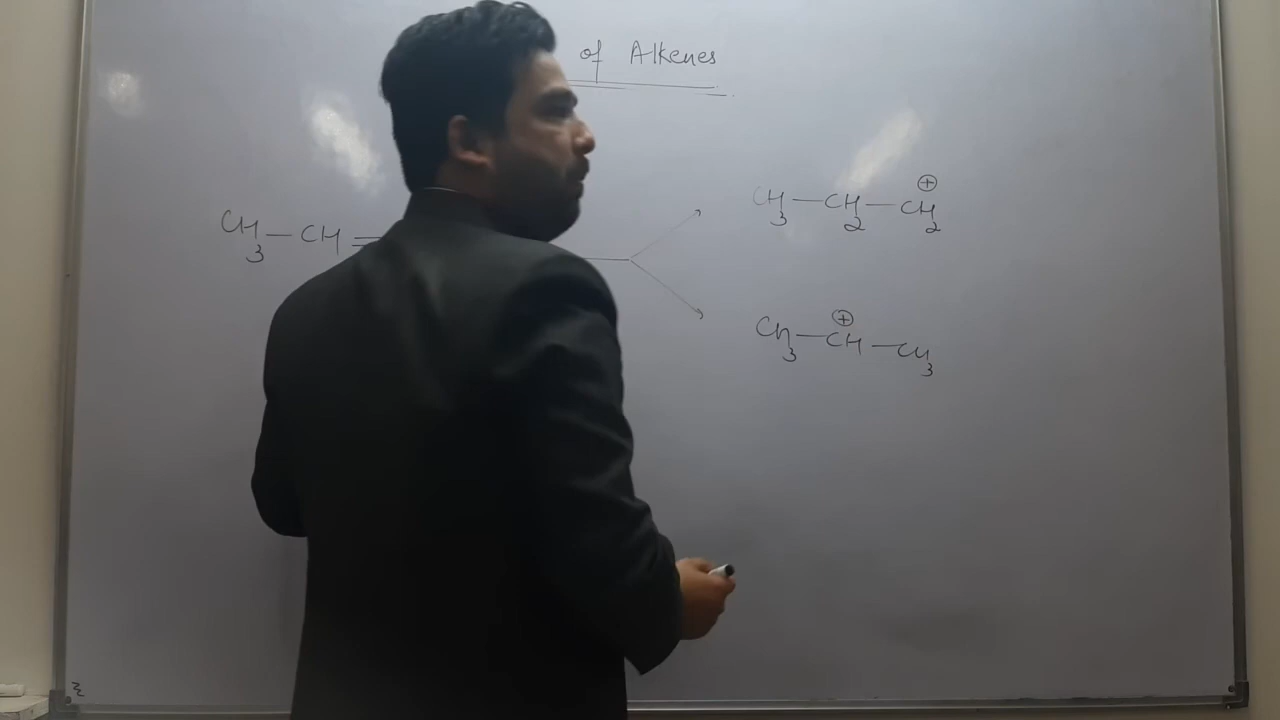 of Alkenes
CH3 — CH2 — CH2 ⊕
CH3 — CH =
CH3 — CH ⊕ — CH3